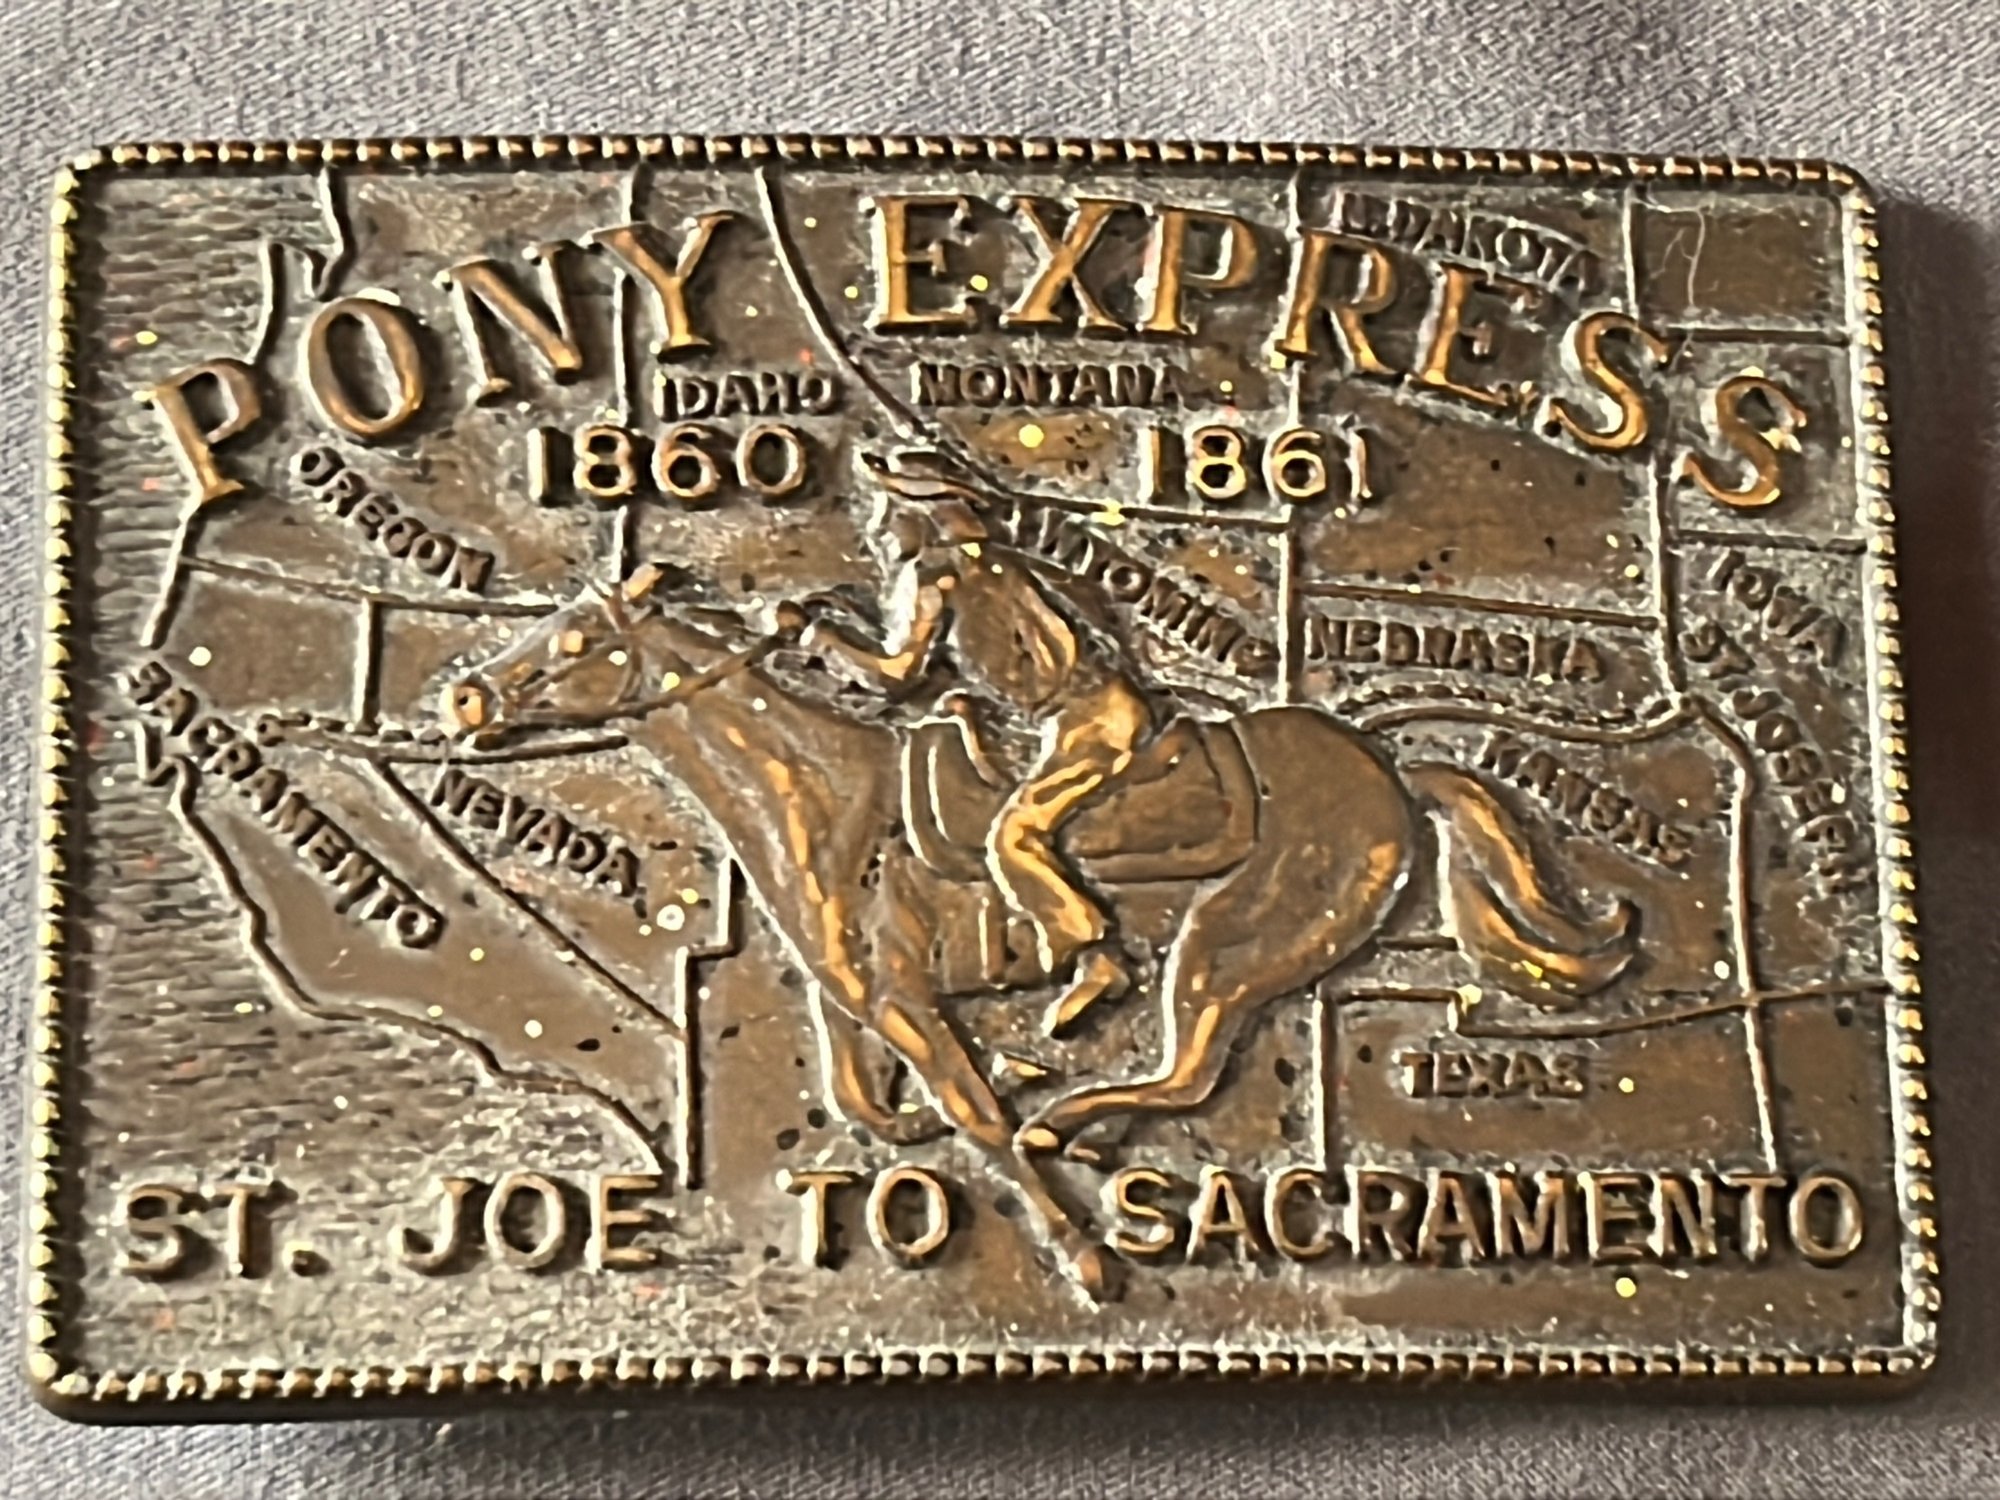 PONY EXPRESS
N. DAKOTA
IDAHO
MONTANA
1860
1861
OREGON
WYOMING
NEBRASKA
IOWA
ST JOSEPH
SACRAMENTO
NEVADA
KANSAS
TEXAS
ST. JOE TO SACRAMENTO